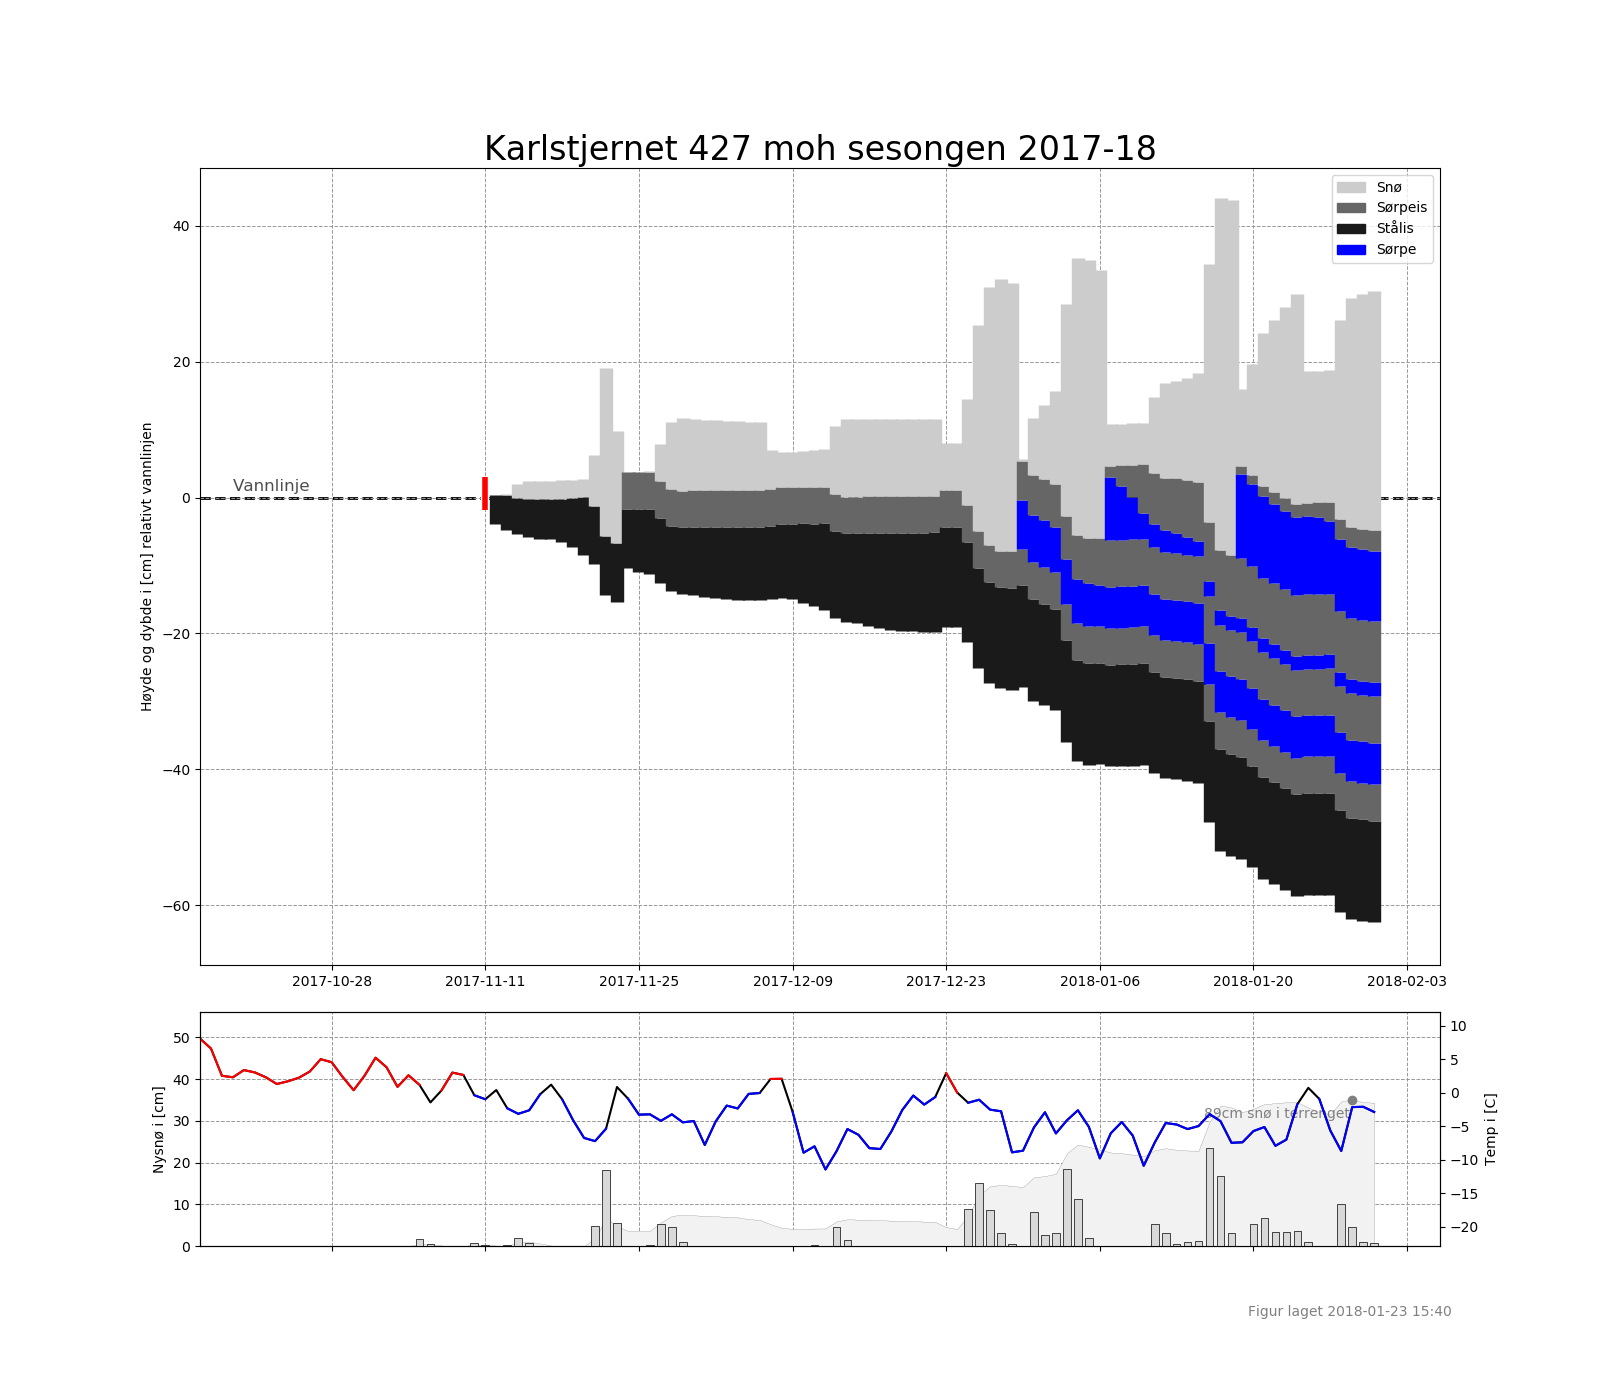 Karlstjernet 427 moh sesongen 2017-18
Snø
Sørpeis
Stålis
Sørpe
Høyde og dybde i [cm] relativt vannlinjen
40
20
0
−20
−40
−60
Vannlinje
2017-10-28 2017-11-11 2017-11-25 2017-12-09 2017-12-23 2018-01-06 2018-01-20 2018-02-03
Nysnø i [cm]
50
40
30
20
10
0
89cm snø i terrenget
10
5
0
−5
−10
−15
−20
Temp i [C]
Figur laget 2018-01-23 15:40